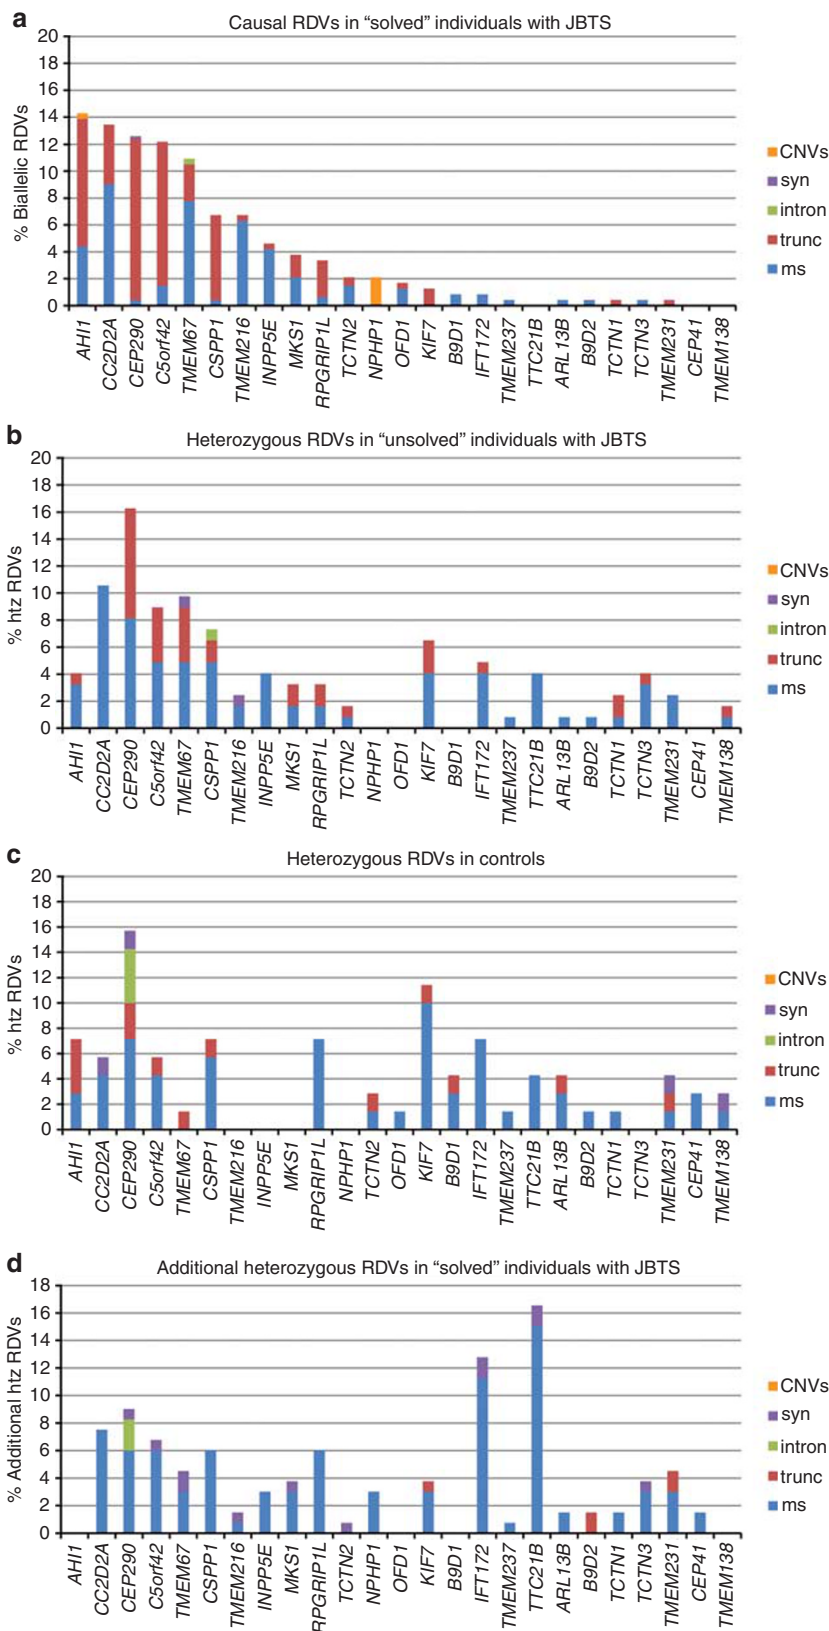 a
Causal RDVs in “solved” individuals with JBTS
% Biallelic RDVs
20
18
16
14
12
10
8
6
4
2
0
AHI1
CC2D2A
CEP290
C5orf42
TMEM67
CSPP1
TMEM216
INPP5E
MKS1
RPGRIP1L
TCTN2
NPHP1
OFD1
KIF7
B9D1
IFT172
TMEM237
TTC21B
ARL13B
B9D2
TCTN1
TCTN3
TMEM231
CEP41
TMEM138
CNVs
syn
intron
trunc
ms
b
Heterozygous RDVs in “unsolved” individuals with JBTS
% htz RDVs
20
18
16
14
12
10
8
6
4
2
0
AHI1
CC2D2A
CEP290
C5orf42
TMEM67
CSPP1
TMEM216
INPP5E
MKS1
RPGRIP1L
TCTN2
NPHP1
OFD1
KIF7
B9D1
IFT172
TMEM237
TTC21B
ARL13B
B9D2
TCTN1
TCTN3
TMEM231
CEP41
TMEM138
CNVs
syn
intron
trunc
ms
c
Heterozygous RDVs in controls
% htz RDVs
20
18
16
14
12
10
8
6
4
2
0
AHI1
CC2D2A
CEP290
C5orf42
TMEM67
CSPP1
TMEM216
INPP5E
MKS1
RPGRIP1L
NPHP1
TCTN2
OFD1
KIF7
B9D1
IFT172
TMEM237
TTC21B
ARL13B
B9D2
TCTN1
TCTN3
TMEM231
CEP41
TMEM138
CNVs
syn
intron
trunc
ms
d
Additional heterozygous RDVs in “solved” individuals with JBTS
% Additional htz RDVs
18
16
14
12
10
8
6
4
2
0
AHI1
CC2D2A
CEP290
C5orf42
TMEM67
CSPP1
TMEM216
INPP5E
MKS1
RPGRIP1L
TCTN2
NPHP1
OFD1
KIF7
B9D1
IFT172
TMEM237
TTC21B
ARL13B
B9D2
TCTN1
TCTN3
TMEM231
CEP41
TMEM138
CNVs
syn
intron
trunc
ms